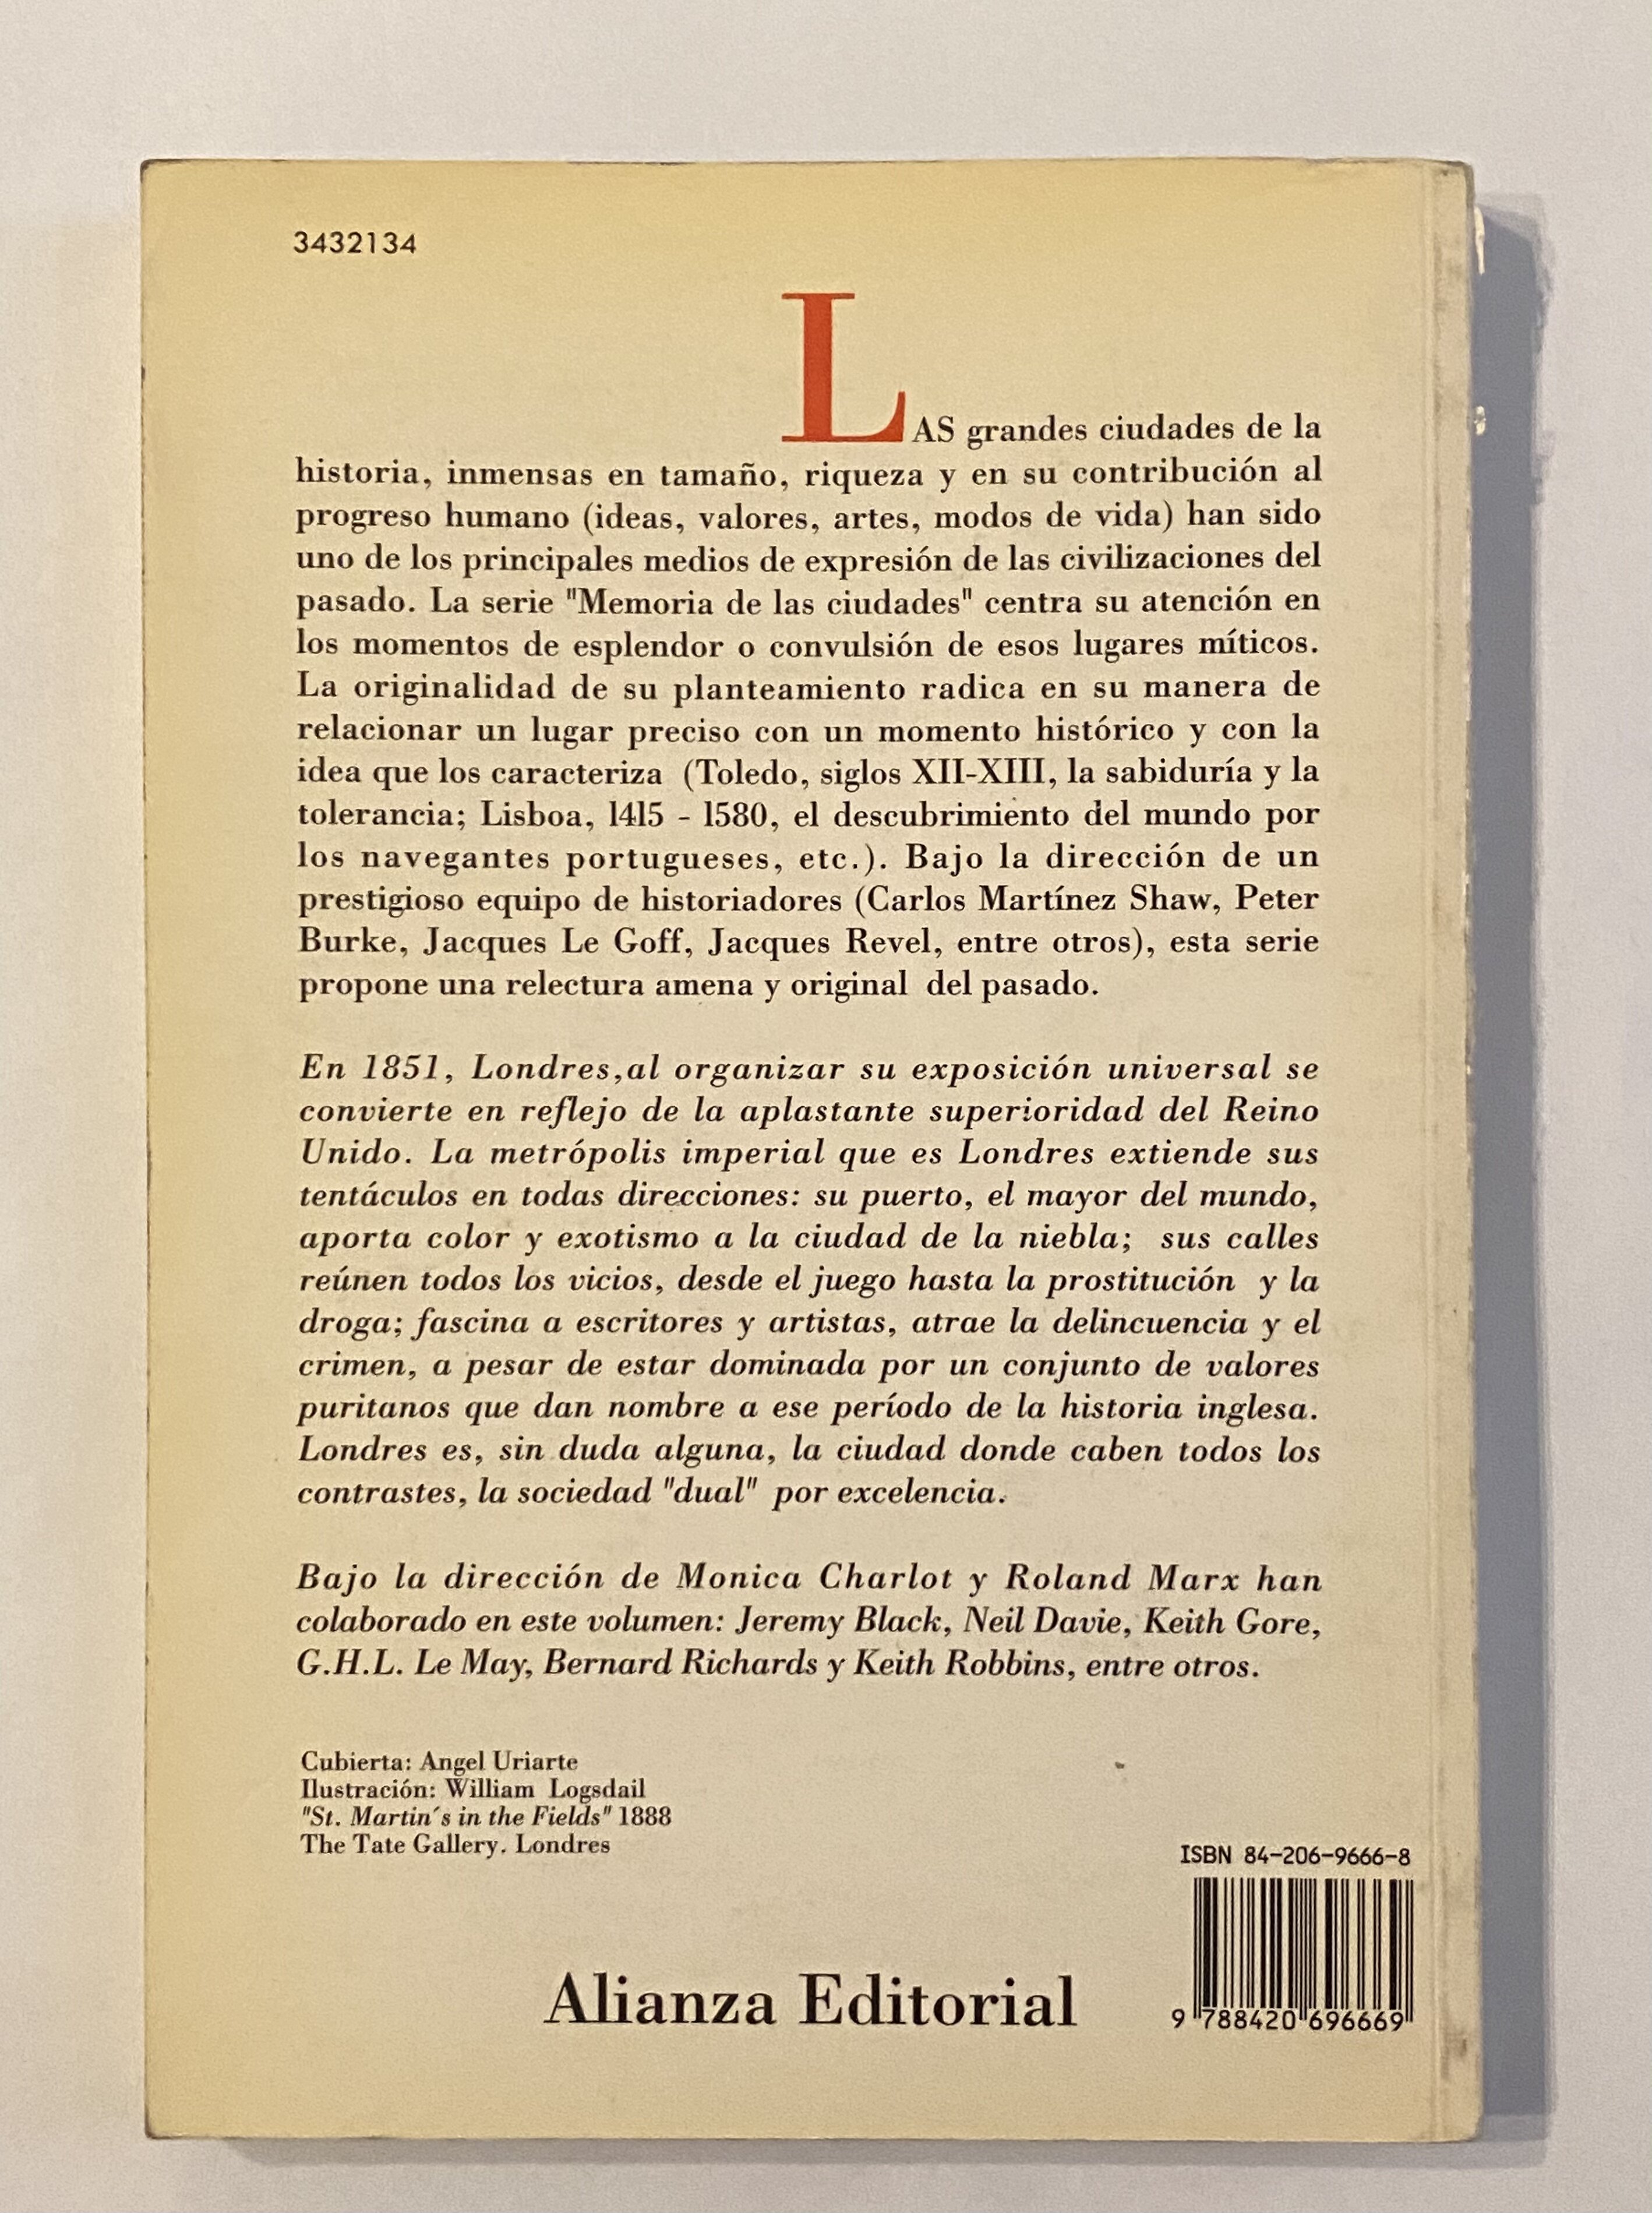 3432134
LAS grandes ciudades de la
historia, inmensas en tamaño, riqueza y en su contribución al
progreso humano (ideas, valores, artes, modos de vida) han sido
uno de los principales medios de expresión de las civilizaciones del
pasado. La serie "Memoria de las ciudades" centra su atención en
los momentos de esplendor o convulsión de esos lugares míticos.
La originalidad de su planteamiento radica en su manera de
relacionar un lugar preciso con un momento histórico y con la
idea que los caracteriza (Toledo, siglos XII-XIII, la sabiduría y la
tolerancia; Lisboa, 1415 - 1580, el descubrimiento del mundo por
los navegantes portugueses, etc.). Bajo la dirección de un
prestigioso equipo de historiadores (Carlos Martínez Shaw, Peter
Burke, Jacques Le Goff, Jacques Revel, entre otros), esta serie
propone una relectura amena y original del pasado.
En 1851, Londres,al organizar su exposición universal se
convierte en reflejo de la aplastante superioridad del Reino
Unido. La metrópolis imperial que es Londres extiende sus
tentáculos en todas direcciones: su puerto, el mayor del mundo,
aporta color y exotismo a la ciudad de la niebla; sus calles
reúnen todos los vicios, desde el juego hasta la prostitución y la
droga; fascina a escritores y artistas, atrae la delincuencia y el
crimen, a pesar de estar dominada por un conjunto de valores
puritanos que dan nombre a ese período de la historia inglesa.
Londres es, sin duda alguna, la ciudad donde caben todos los
contrastes, la sociedad "dual" por excelencia.
Bajo la dirección de Monica Charlot y Roland Marx han
colaborado en este volumen: Jeremy Black, Neil Davie, Keith Gore,
G.H.L. Le May, Bernard Richards y Keith Robbins, entre otros.
Cubierta: Angel Uriarte
Ilustración: William Logsdail
"St. Martin´s in the Fields" 1888
The Tate Gallery. Londres
ISBN 84-206-9666-8
9 788420 696669
Alianza Editorial